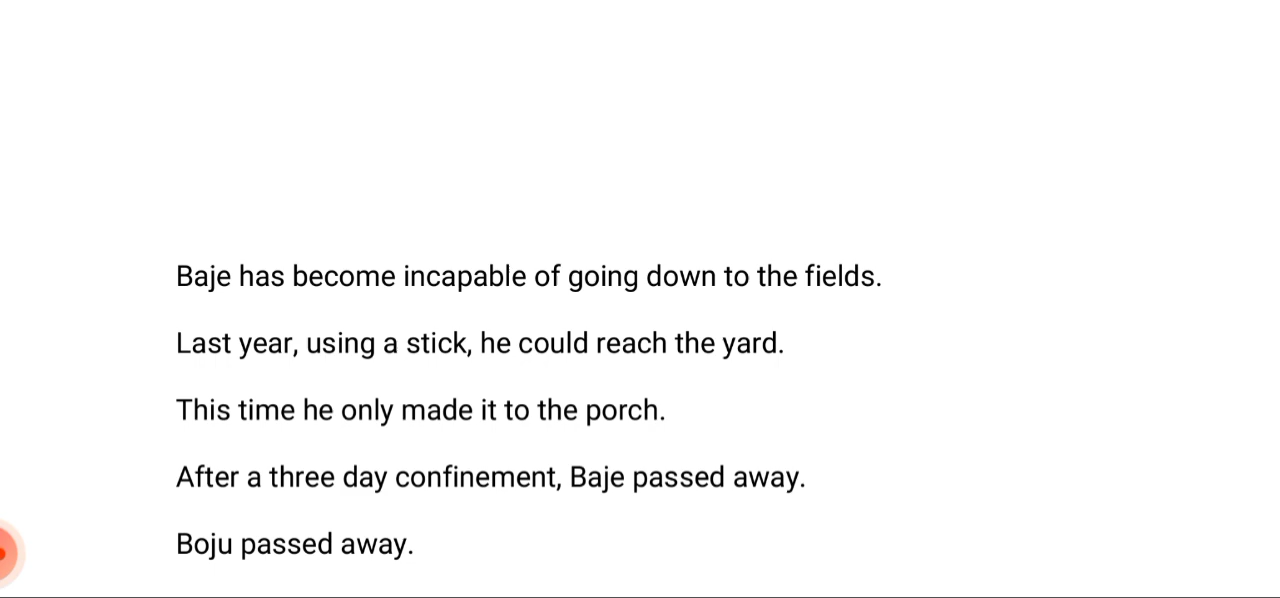 Baje has become incapable of going down to the fields.
Last year, using a stick, he could reach the yard.
This time he only made it to the porch.
After a three day confinement, Baje passed away.
Boju passed away.